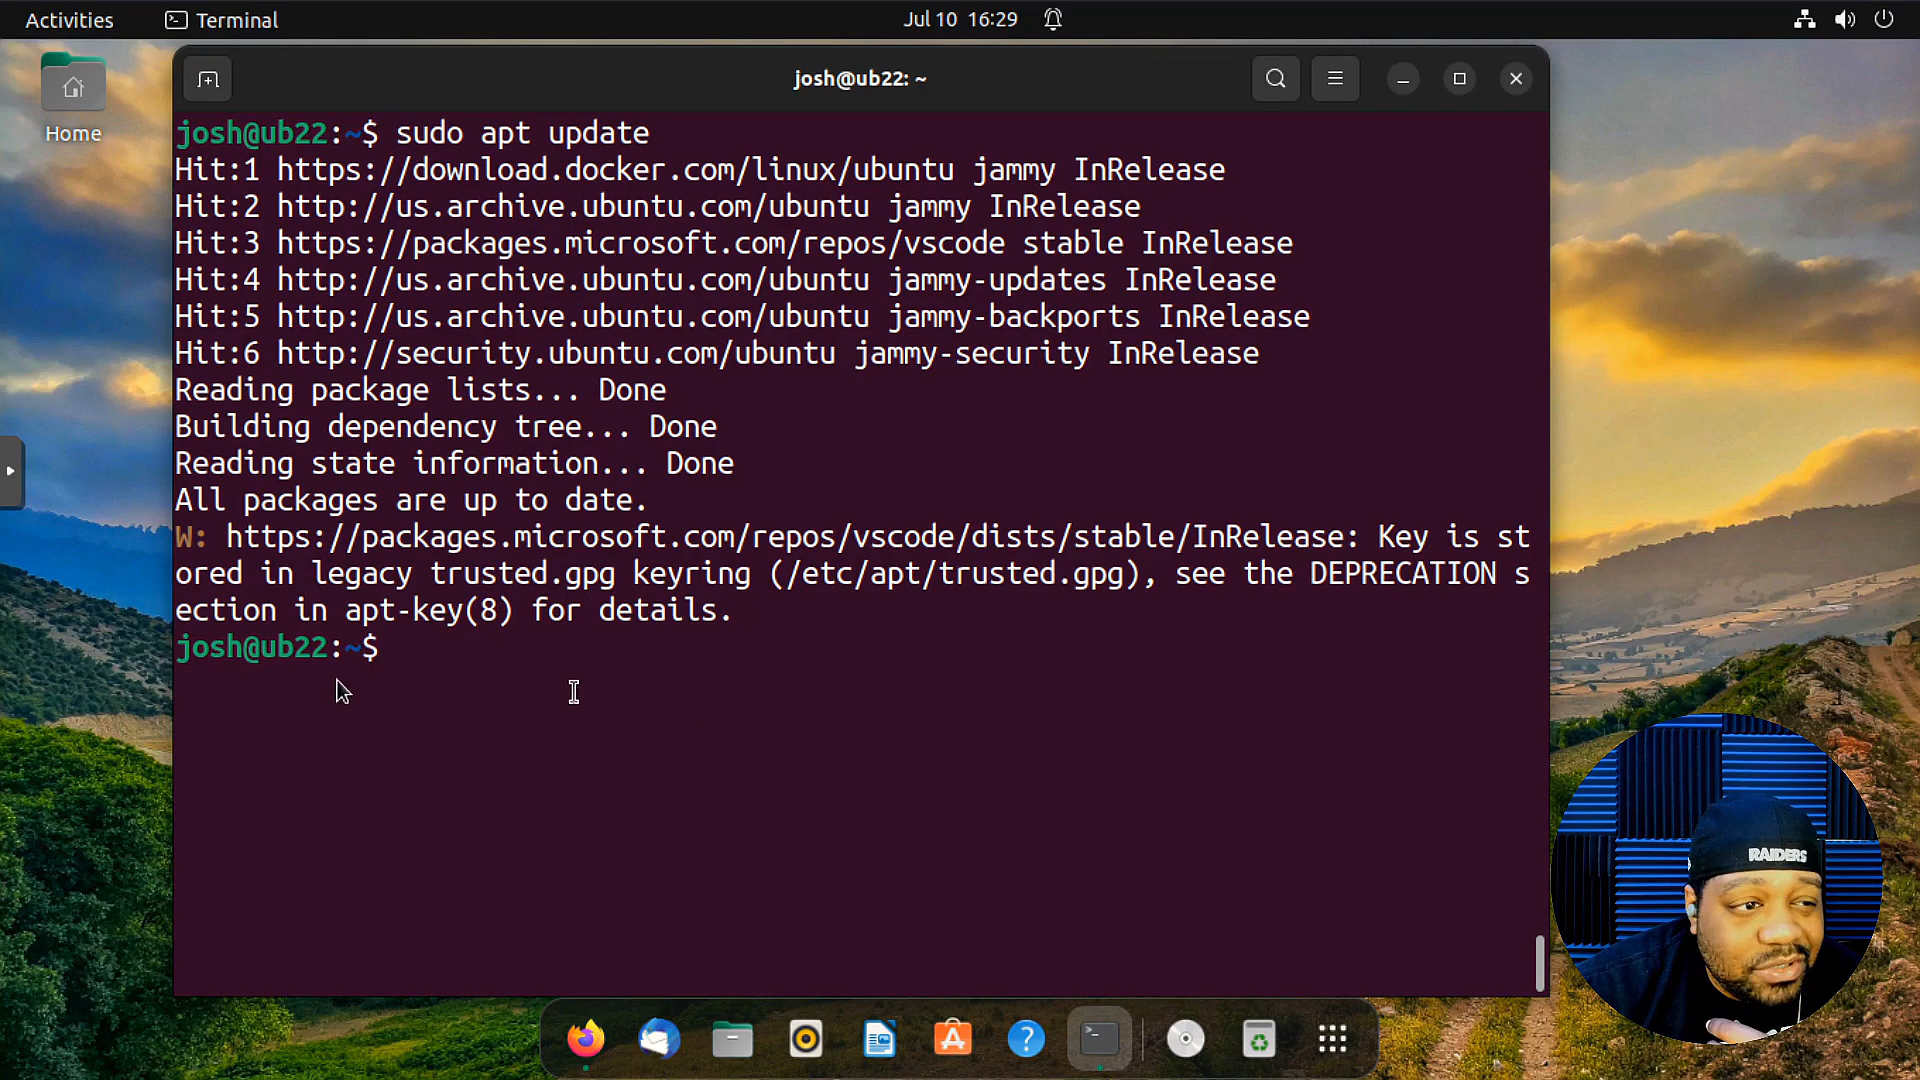 Activities Terminal Jul 10 16:29
josh@ub22: ~
Home
josh@ub22:~$ sudo apt update
Hit:1 https://download.docker.com/linux/ubuntu jammy InRelease
Hit:2 http://us.archive.ubuntu.com/ubuntu jammy InRelease
Hit:3 https://packages.microsoft.com/repos/vscode stable InRelease
Hit:4 http://us.archive.ubuntu.com/ubuntu jammy-updates InRelease
Hit:5 http://us.archive.ubuntu.com/ubuntu jammy-backports InRelease
Hit:6 http://security.ubuntu.com/ubuntu jammy-security InRelease
Reading package lists... Done
Building dependency tree... Done
Reading state information... Done
All packages are up to date.
W: https://packages.microsoft.com/repos/vscode/dists/stable/InRelease: Key is st
ored in legacy trusted.gpg keyring (/etc/apt/trusted.gpg), see the DEPRECATION s
ection in apt-key(8) for details.
josh@ub22:~$
RAIDERS